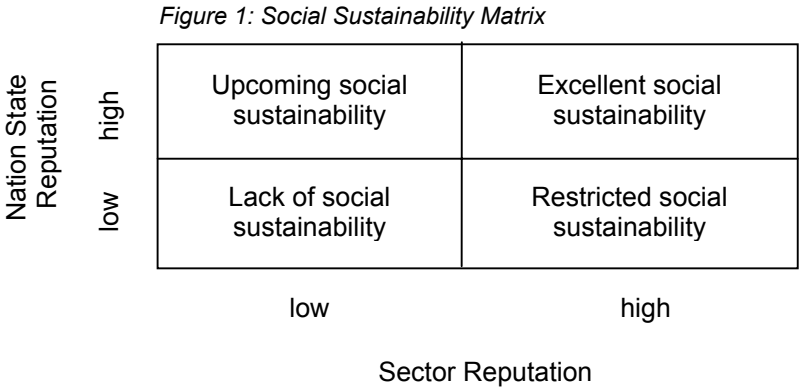 Figure 1: Social Sustainability Matrix
Nation State
Reputation
high
Upcoming social
sustainability
Excellent social
sustainability
low
Lack of social
sustainability
Restricted social
sustainability
low
high
Sector Reputation